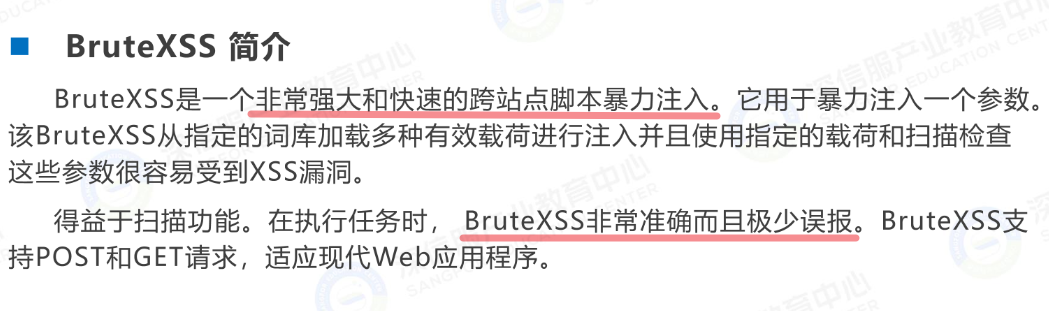 BruteXSS 简介
BruteXSS是一个非常强大和快速的跨站点脚本暴力注入。它用于暴力注入一个参数。
该BruteXSS从指定的词库加载多种有效载荷进行注入并且使用指定的载荷和扫描检查
这些参数很容易受到XSS漏洞。
得益于扫描功能。在执行任务时， BruteXSS非常准确而且极少误报。BruteXSS支
持POST和GET请求，适应现代Web应用程序。